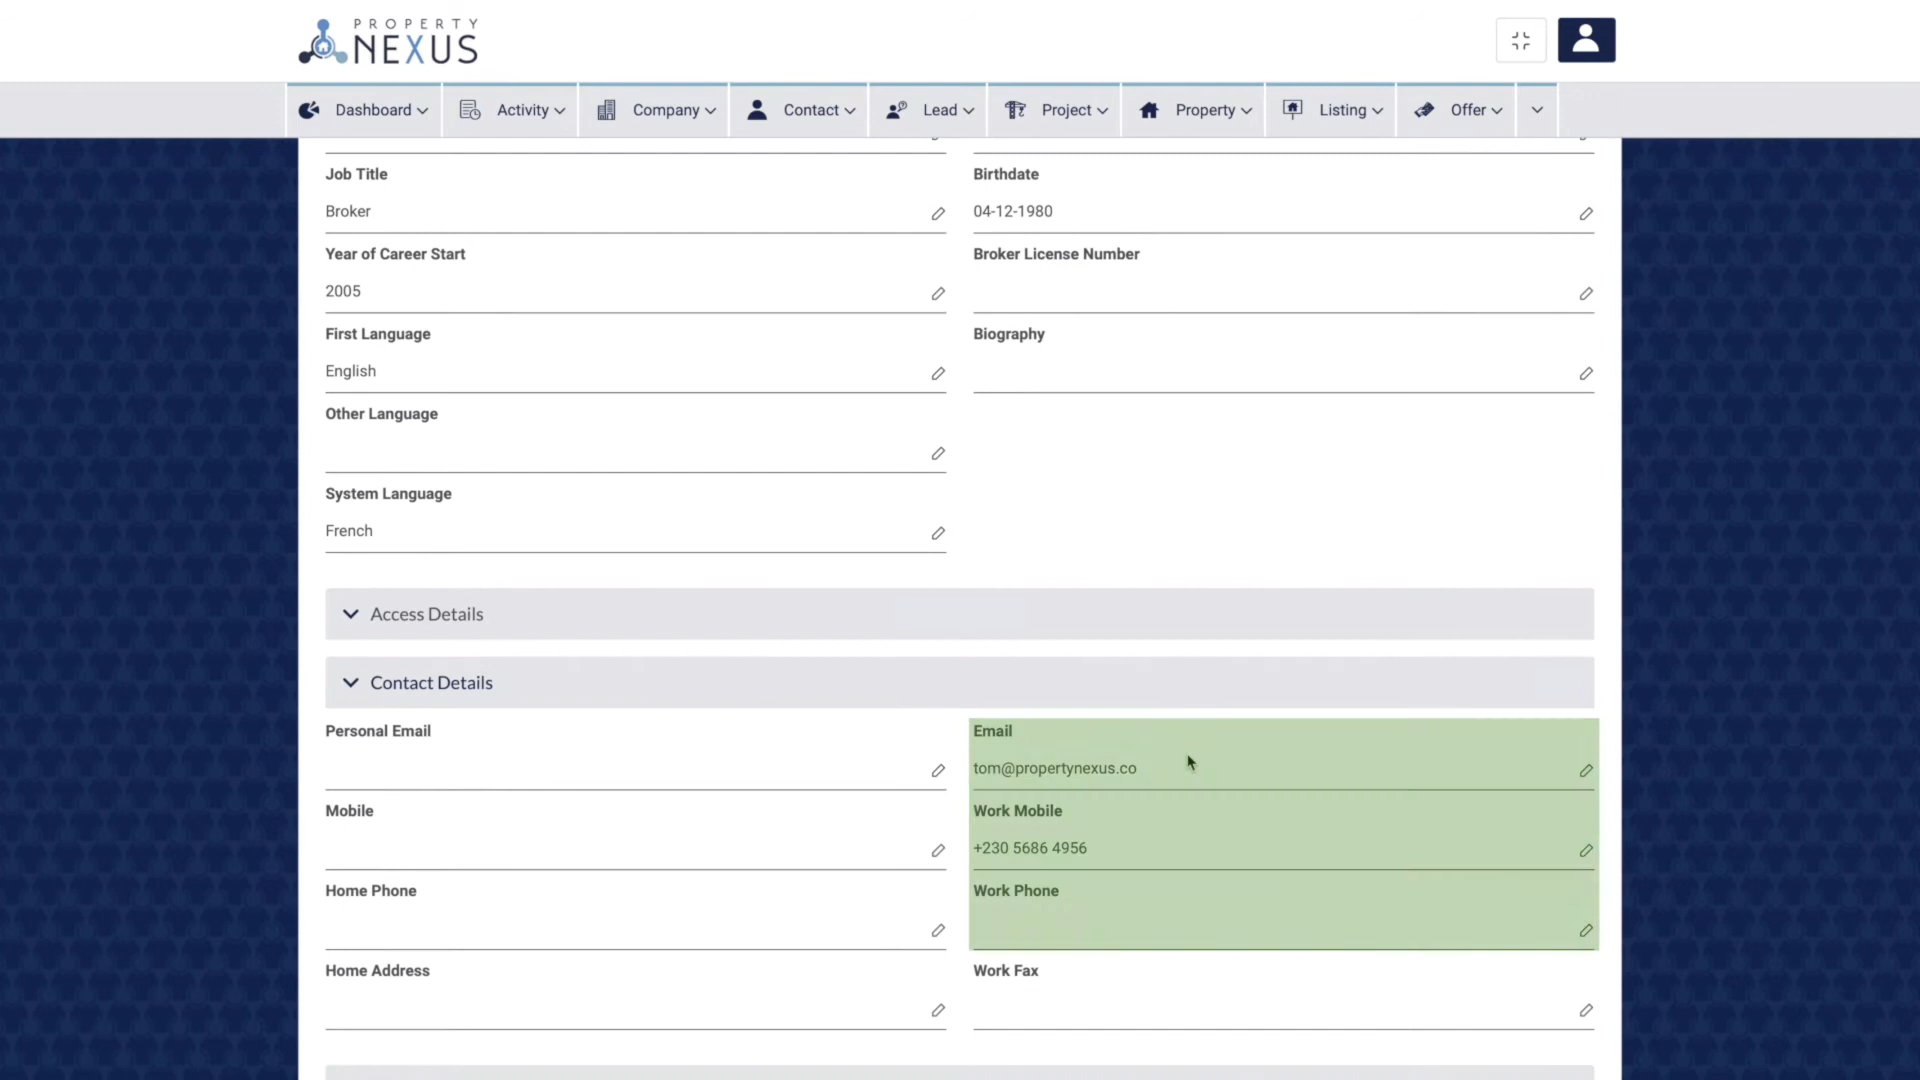 PROPERTY
NEXUS
Dashboard
Activity
Company
Contact
Lead
Project
Property
Listing
Offer
Job Title
Broker
Birthdate
04-12-1980
Year of Career Start
2005
Broker License Number
First Language
English
Biography
Other Language
System Language
French
Access Details
Contact Details
Personal Email
Email
tom@propertynexus.co
Mobile
Work Mobile
+230 5686 4956
Home Phone
Work Phone
Home Address
Work Fax